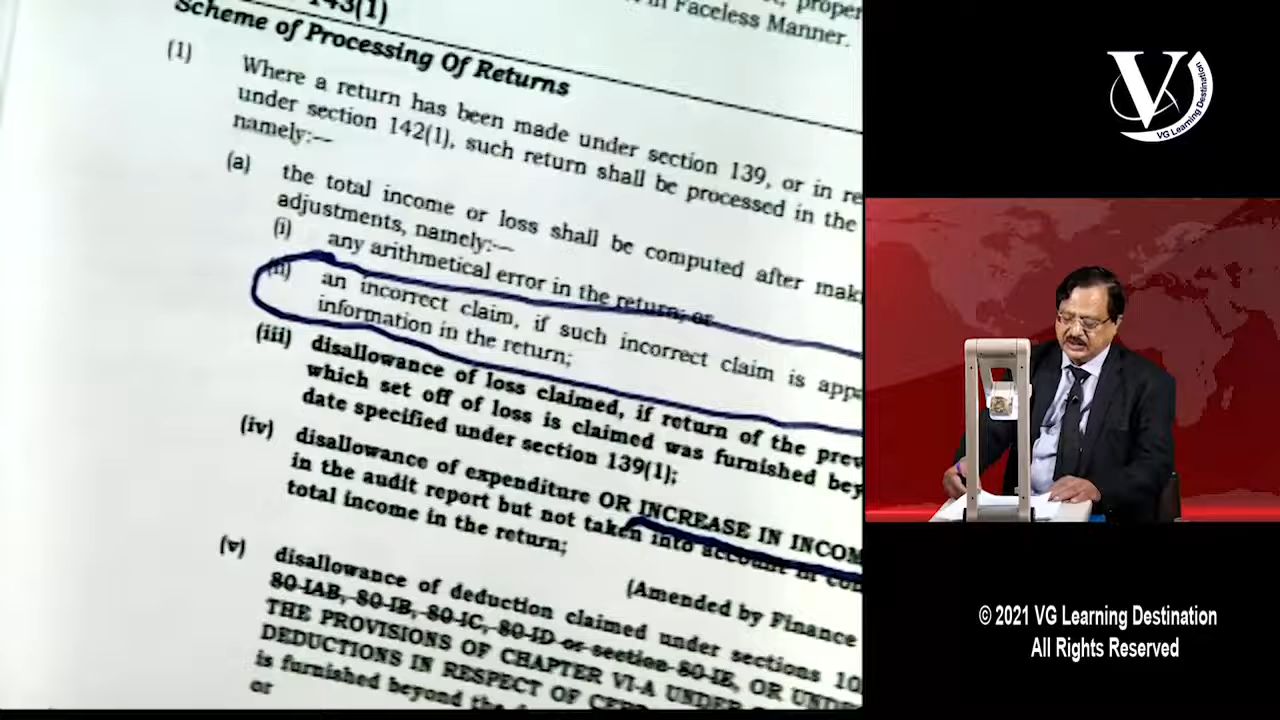 143(1)
, proper
in Faceless Manner.
Scheme of Processing Of Returns
(1) Where a return has been made under section 139, or in re
under section 142(1), such return shall be processed in the
namely:—
(a) the total income or loss shall be computed after mak
adjustments, namely:—
(i) any arithmetical error in the return; or
(ii) an incorrect claim, if such incorrect claim is appa
information in the return;
(iii) disallowance of loss claimed, if return of the prev
which set off of loss is claimed was furnished bey
date specified under section 139(1);
(iv) disallowance of expenditure OR INCREASE IN INCOM
in the audit report but not taken into account in com
total income in the return;
(Amended by Finance
(v) disallowance of deduction claimed under sections 10
80-IAB, 80-IB, 80-IC, 80-ID or section 80-IE, OR UNDE
THE PROVISIONS OF CHAPTER VI-A UNDER
DEDUCTIONS IN RESPECT OF CER
is furnished beyond the
or
V
VG Learning Destination
© 2021 VG Learning Destination
All Rights Reserved